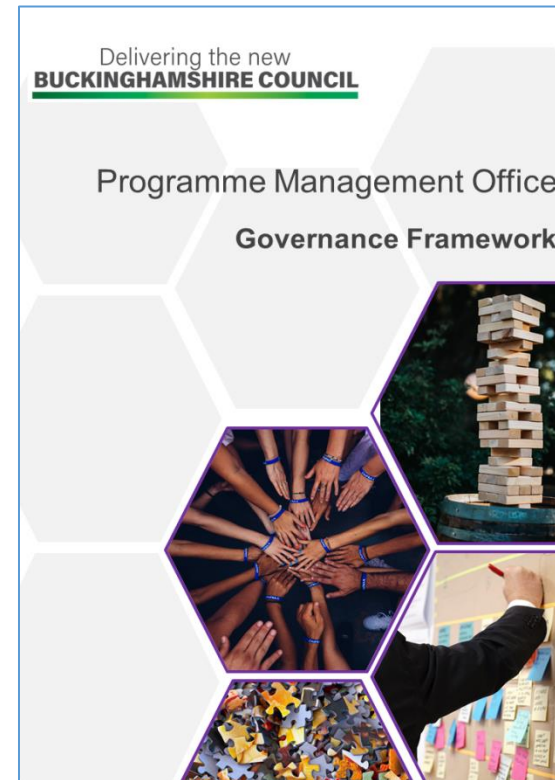 Delivering the new
BUCKINGHAMSHIRE COUNCIL
Programme Management Office
Governance Framework